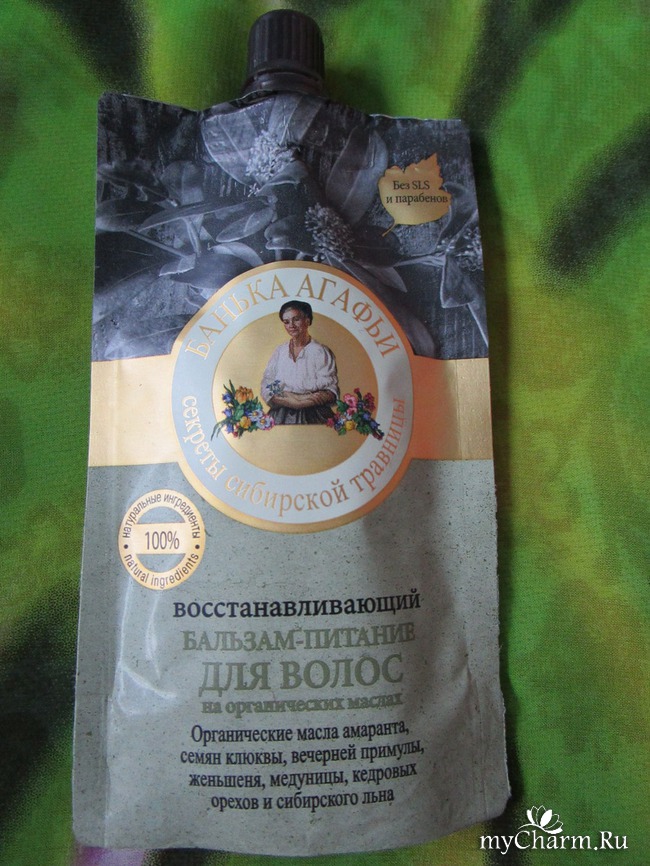 Без SLS
и парабенов
БАНЬКА АГАФЬИ
секреты сибирской травницы
натуральные ингредиенты
100%
natural ingredients
восстанавливающий
БАЛЬЗАМ-ПИТАНИЕ
ДЛЯ ВОЛОС
на органических маслах
Органические масла амаранта,
семян клюквы, вечерней примулы,
женьшеня, медуницы, кедровых
орехов и сибирского льна
myCharm.Ru